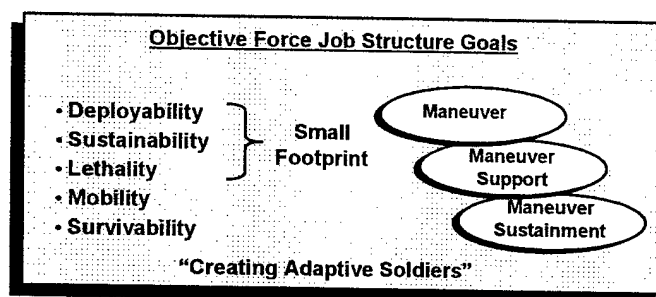 Objective Force Job Structure Goals
• Deployability
• Sustainability
• Lethality
• Mobility
• Survivability
Small
Footprint
Maneuver
Maneuver
Support
Maneuver
Sustainment
“Creating Adaptive Soldiers”